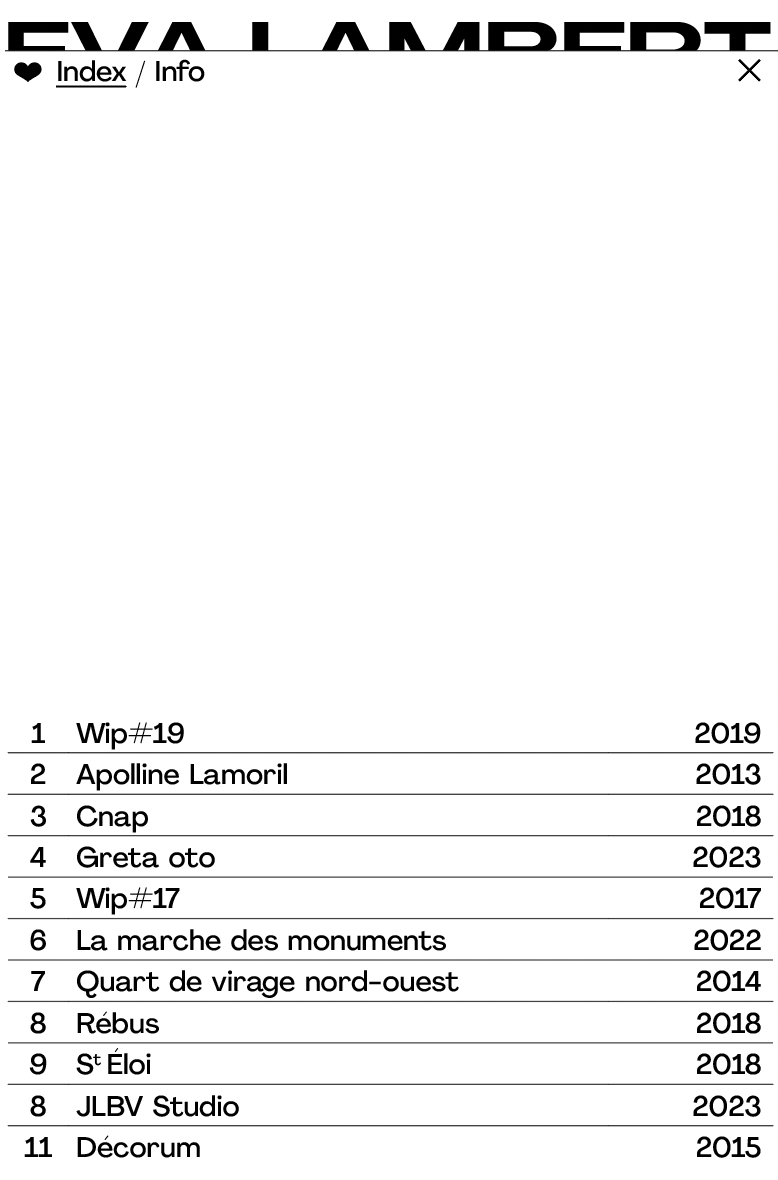 EVA LAMBERT
❤ Index / Info ×
1 Wip#19 2019
2 Apolline Lamoril 2013
3 Cnap 2018
4 Greta oto 2023
5 Wip#17 2017
6 La marche des monuments 2022
7 Quart de virage nord-ouest 2014
8 Rébus 2018
9 Sᵗ Éloi 2018
8 JLBV Studio 2023
11 Décorum 2015